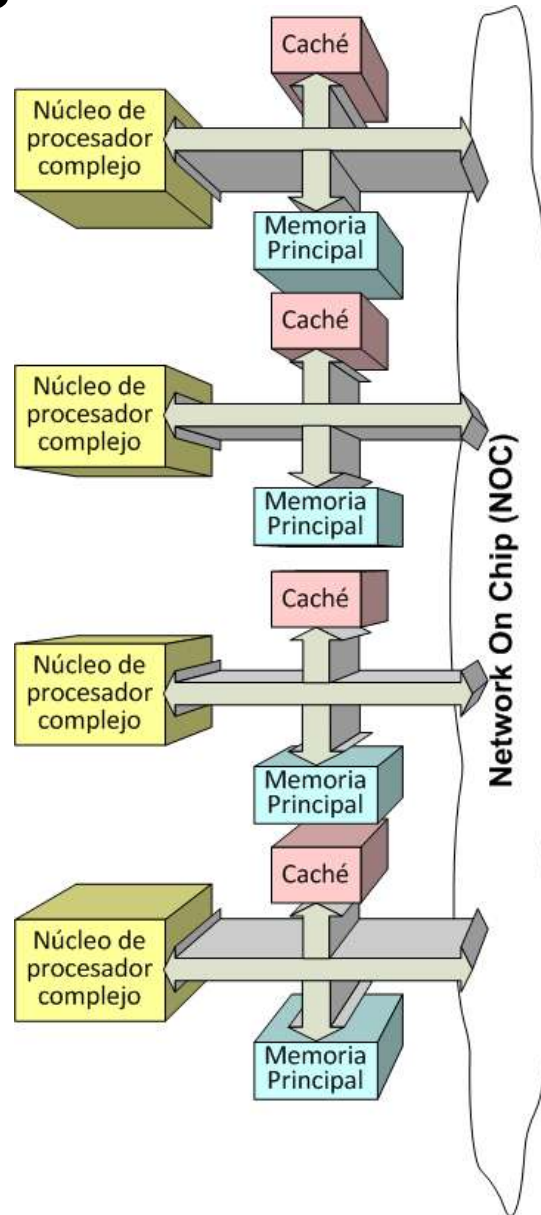 Caché
Núcleo de
procesador
complejo
Memoria
Principal
Caché
Núcleo de
procesador
complejo
Memoria
Principal
Caché
Núcleo de
procesador
complejo
Memoria
Principal
Caché
Núcleo de
procesador
complejo
Memoria
Principal
Network On Chip (NOC)